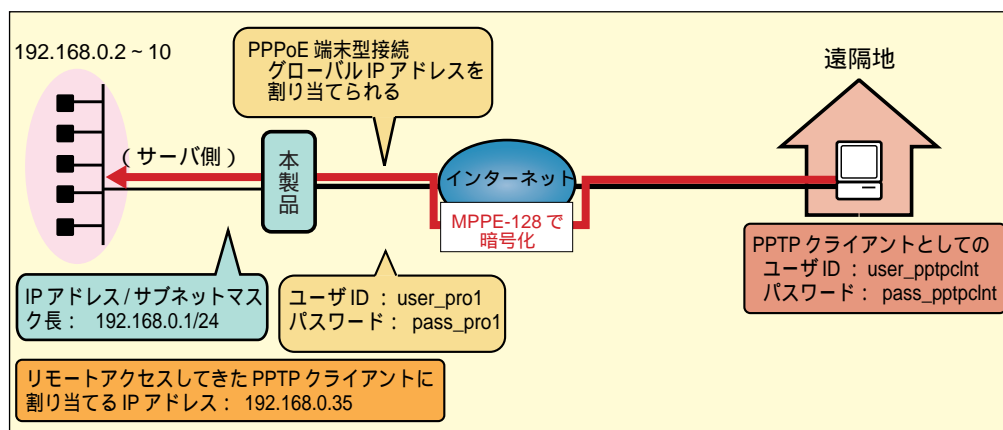 192.168.0.2 ~ 10
PPPoE 端末型接続
グローバル IP アドレスを
割り当てられる
遠隔地
(サーバ側)
本製品
インターネット
MPPE-128 で
暗号化
IP アドレス / サブネットマス
ク長： 192.168.0.1/24
ユーザ ID ： user_pro1
パスワード： pass_pro1
PPTP クライアントとしての
ユーザ ID ： user_pptpclnt
パスワード： pass_pptpclnt
リモートアクセスしてきた PPTP クライアントに
割り当てる IP アドレス： 192.168.0.35